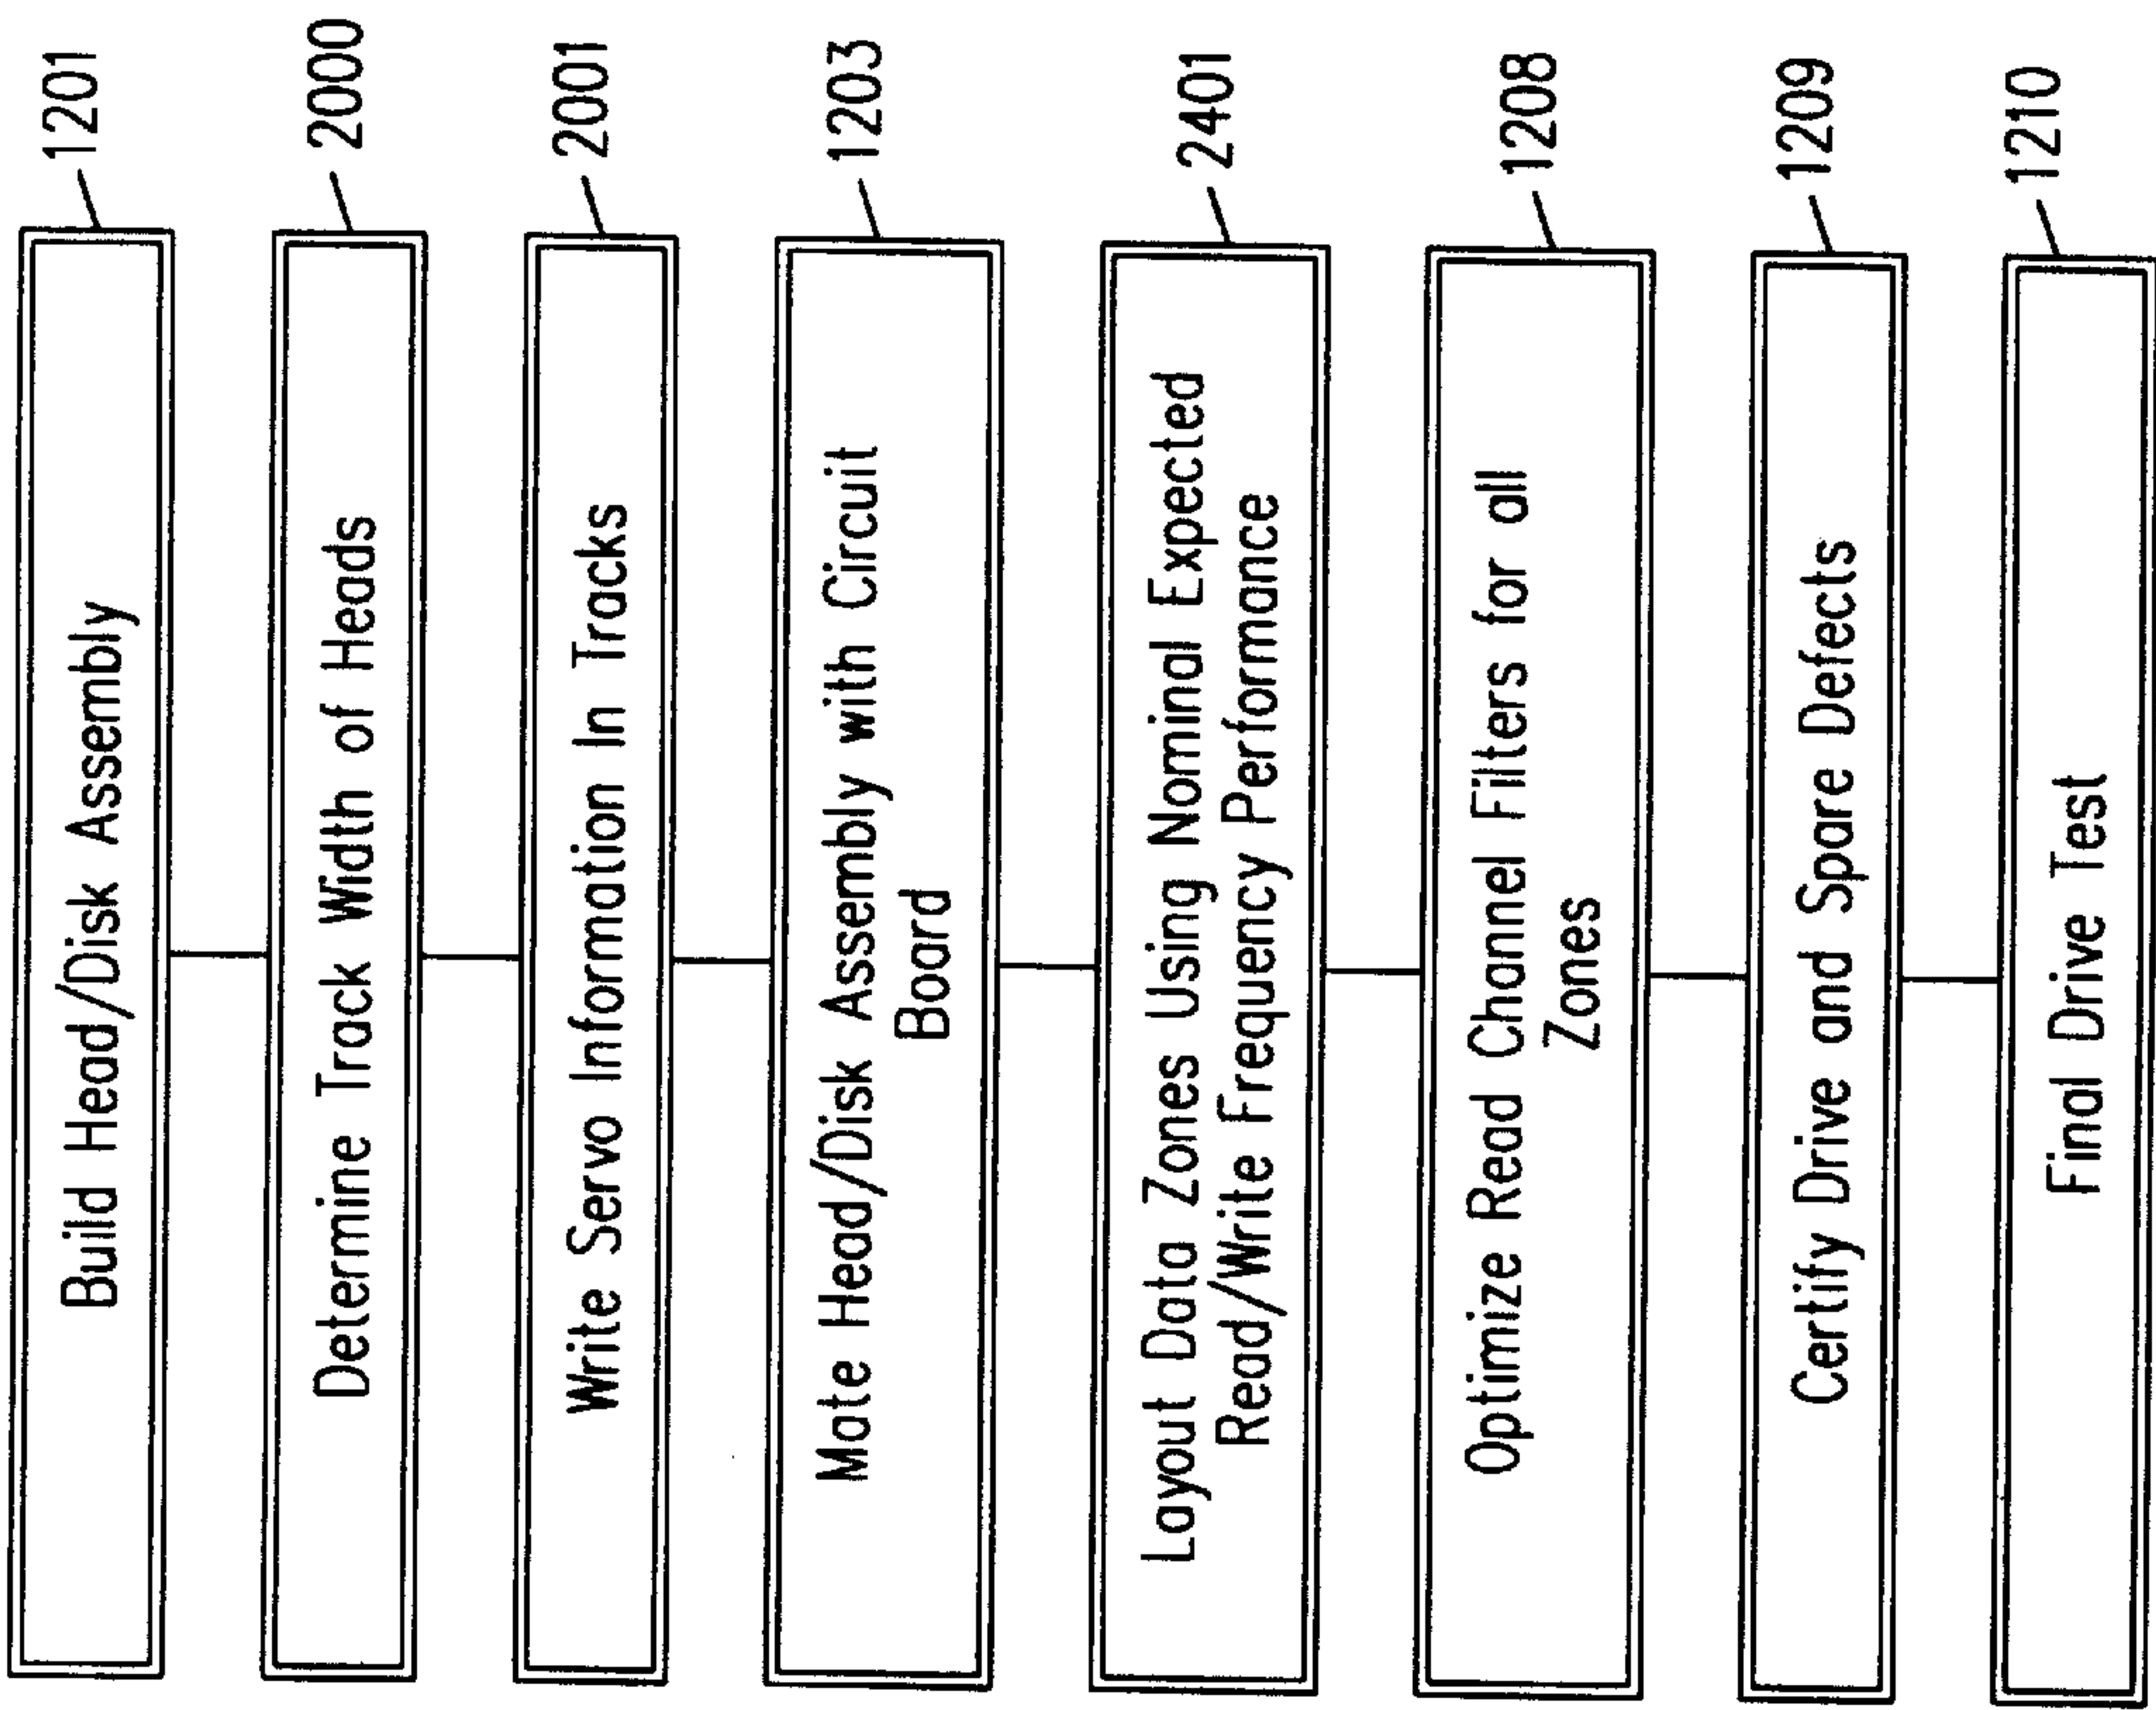 Build Head/Disk Assembly
1201
Determine Track Width of Heads
2000
Write Servo Information In Tracks
2001
Mate Head/Disk Assembly with Circuit
Board
1203
Layout Data Zones Using Nominal Expected
Read/Write Frequency Performance
2401
Optimize Read Channel Filters for all
Zones
1208
Certify Drive and Spare Defects
1209
Final Drive Test
1210